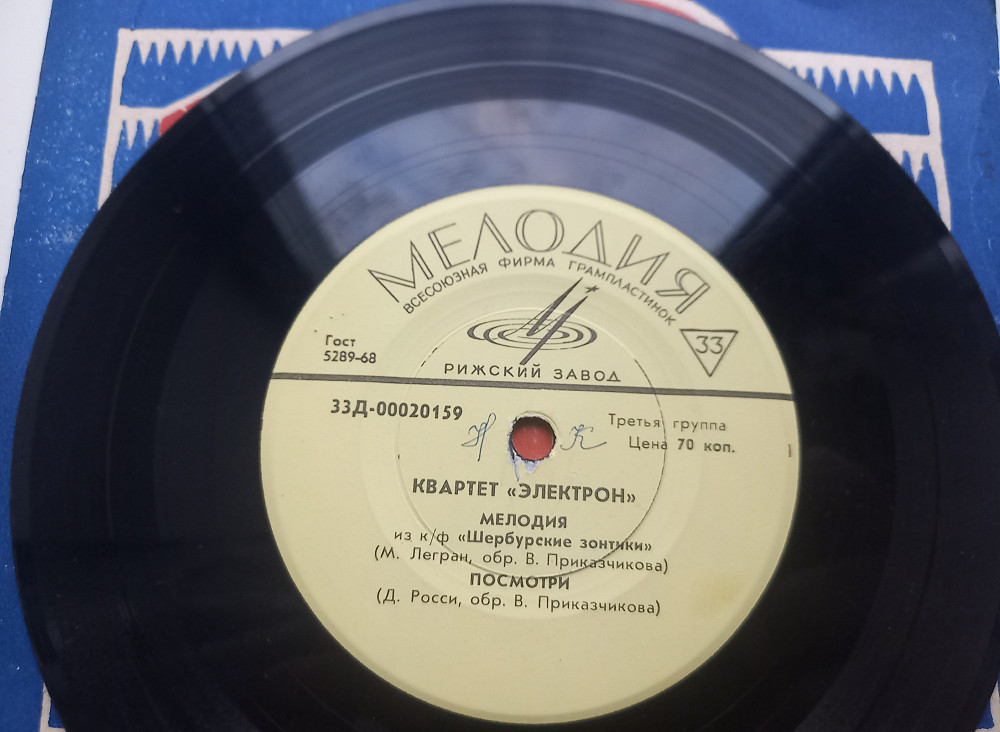 МЕЛОДИЯ
ВСЕСОЮЗНАЯ ФИРМА ГРАМПЛАСТИНОК
33
Гост
5289-68
РИЖСКИЙ ЗАВОД
33Д-00020159
Третья группа
Цена 70 коп.
Н К
КВАРТЕТ «ЭЛЕКТРОН»
МЕЛОДИЯ
из к/ф «Шербурские зонтики»
(М. Легран, обр. В. Приказчикова)
ПОСМОТРИ
(Д. Росси, обр. В. Приказчикова)